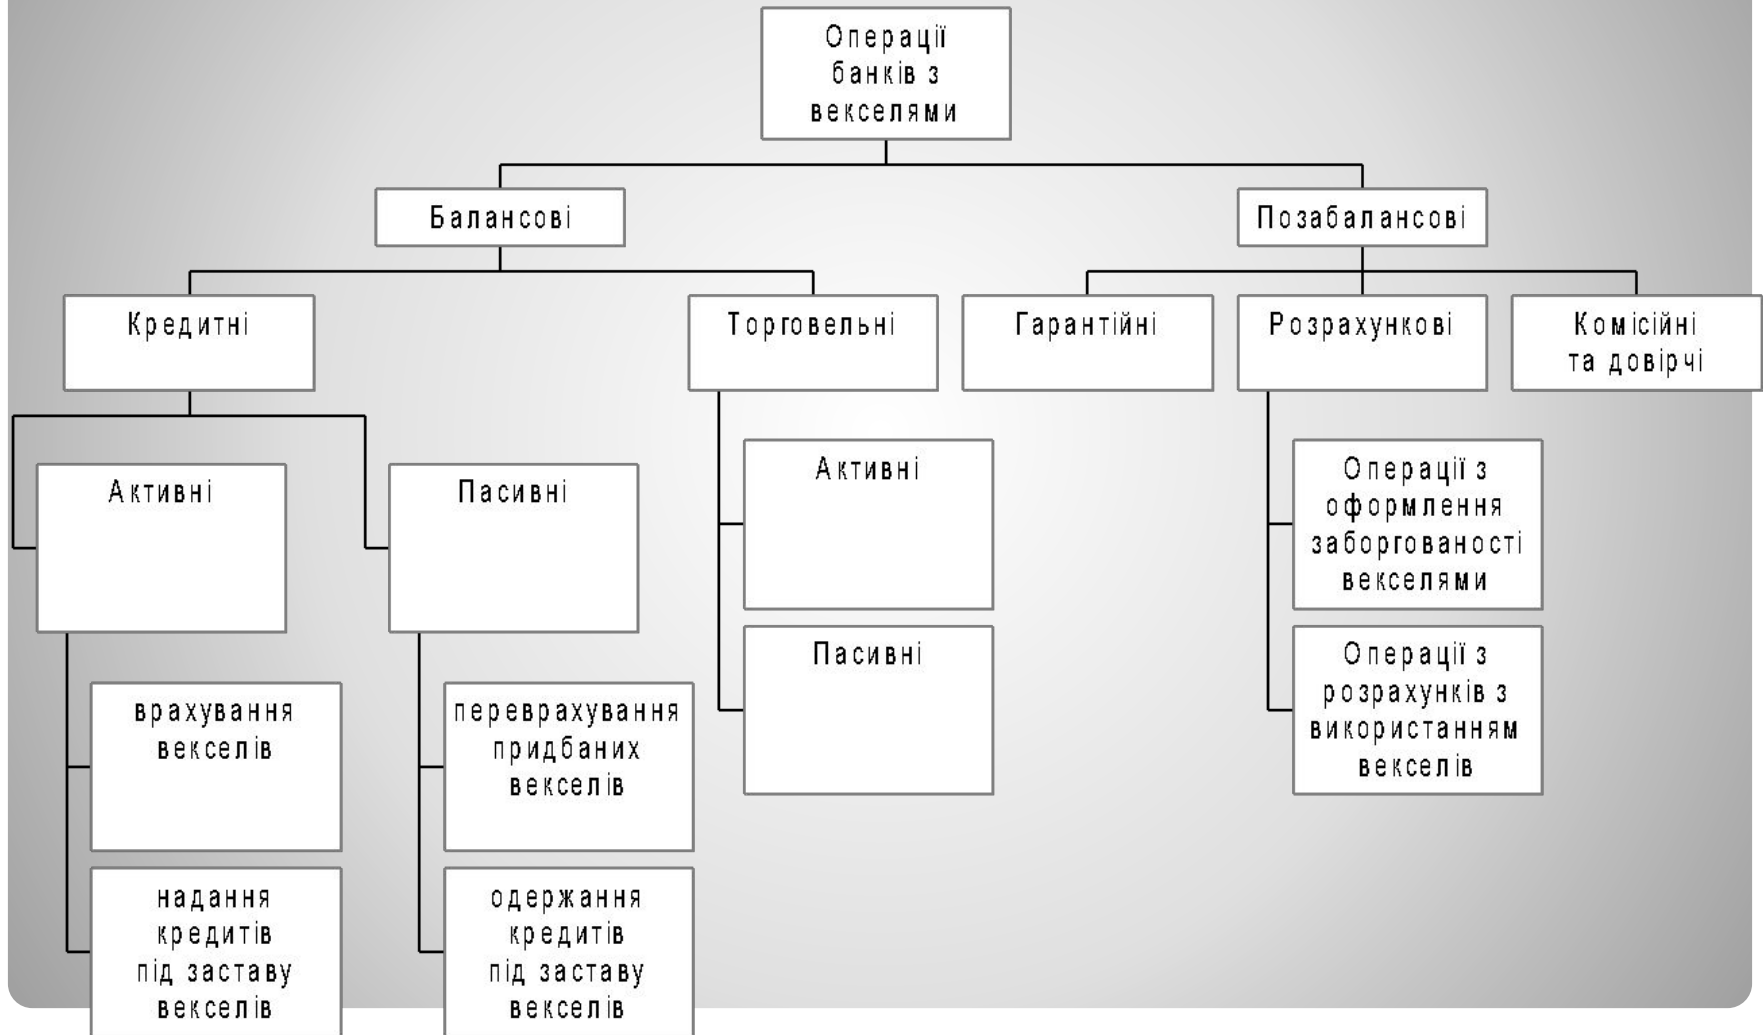 Операції
банків з
векселями
Балансові
Позабалансові
Кредитні
Торговельні
Гарантійні
Розрахункові
Комісійні
та довірчі
Активні
Пасивні
врахування
векселів
надання
кредитів
під заставу
векселів
переврахування
придбаних
векселів
одержання
кредитів
під заставу
векселів
Активні
Пасивні
Операції з
оформлення
заборгованості
векселями
Операції з
розрахунків з
використанням
векселів